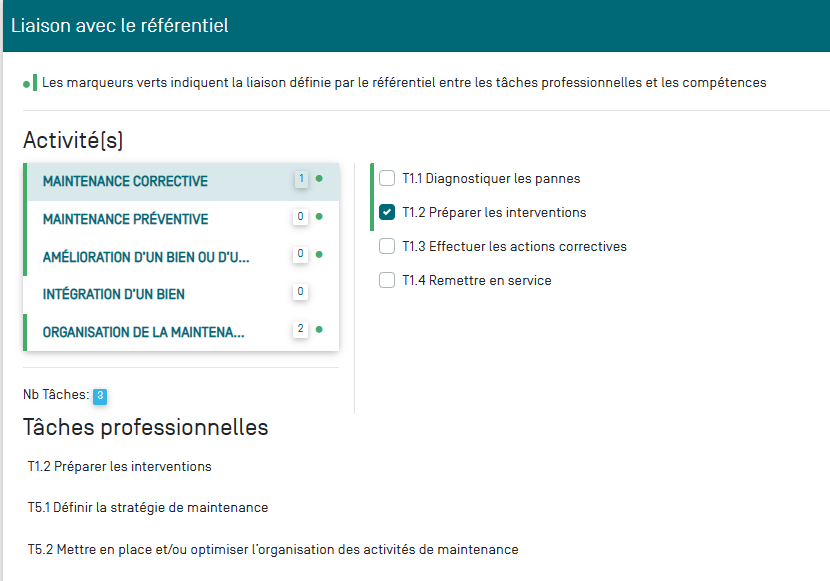 Liaison avec le référentiel
Les marqueurs verts indiquent la liaison définie par le référentiel entre les tâches professionnelles et les compétences
Activité(s)
MAINTENANCE CORRECTIVE 1
MAINTENANCE PRÉVENTIVE 0
AMÉLIORATION D'UN BIEN OU D'U... 0
INTÉGRATION D'UN BIEN 0
ORGANISATION DE LA MAINTENA... 2
T1.1 Diagnostiquer les pannes
T1.2 Préparer les interventions
T1.3 Effectuer les actions correctives
T1.4 Remettre en service
Nb Tâches: 3
Tâches professionnelles
T1.2 Préparer les interventions
T5.1 Définir la stratégie de maintenance
T5.2 Mettre en place et/ou optimiser l'organisation des activités de maintenance